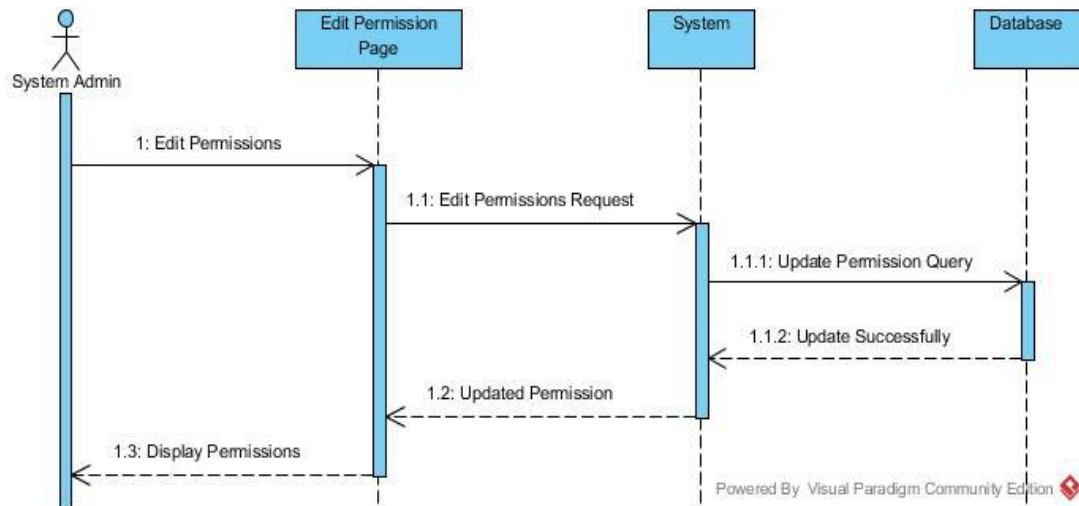 Edit Permission
Page
System
Database
System Admin
1: Edit Permissions
1.1: Edit Permissions Request
1.1.1: Update Permission Query
1.1.2: Update Successfully
1.2: Updated Permission
1.3: Display Permissions
Powered By Visual Paradigm Community Edition